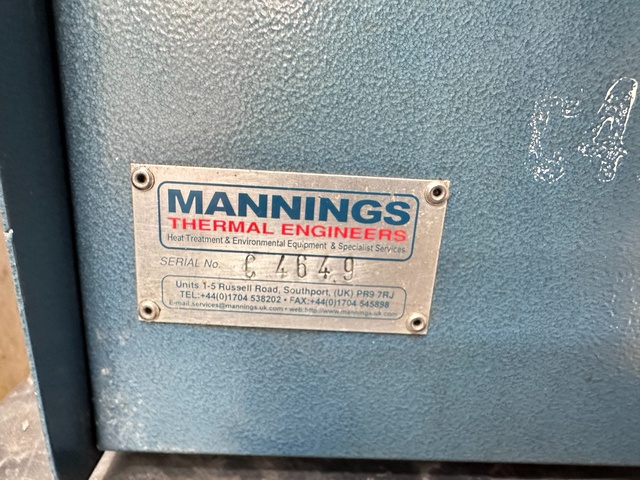 MANNINGS
THERMAL ENGINEERS
Heat Treatment & Environmental Equipment & Specialist Services
SERIAL No. C 4649
Units 1-5 Russell Road, Southport, (UK) PR9 7RJ
TEL:+44(0)1704 538202 • FAX:+44(0)1704 545898
E-mail.services@mannings.uk.com • web:http://www.mannings.uk.com
C4